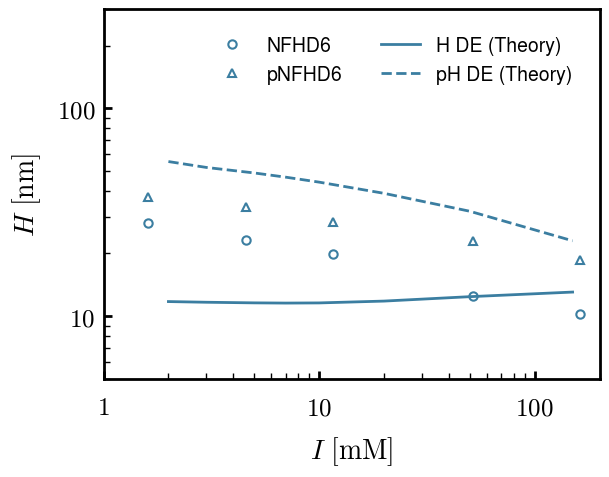 NFHD6
pNFHD6
H DE (Theory)
pH DE (Theory)
H [nm]
100
10
1
10
100
I [mM]